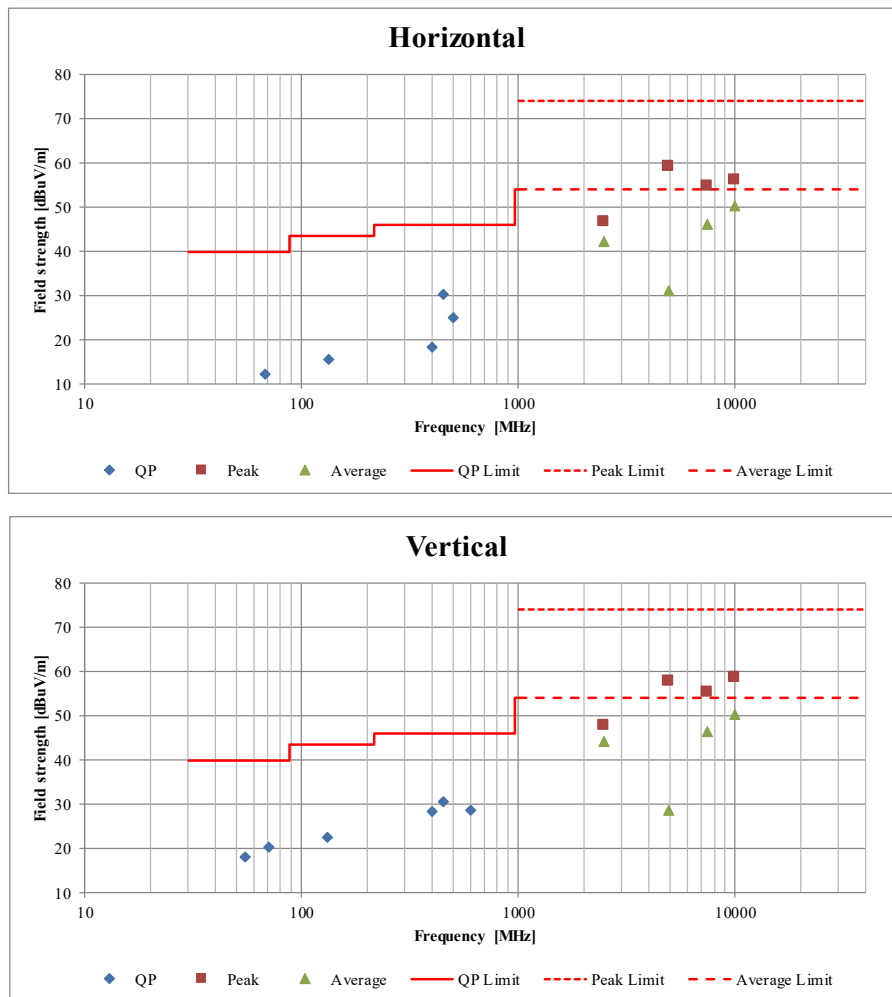 Horizontal
80
70
60
50
40
30
20
10
Field strength [dBuV/m]
10 100 1000 10000
Frequency [MHz]
QP Peak Average QP Limit Peak Limit Average Limit
Vertical
80
70
60
50
40
30
20
10
Field strength [dBuV/m]
10 100 1000 10000
Frequency [MHz]
QP Peak Average QP Limit Peak Limit Average Limit